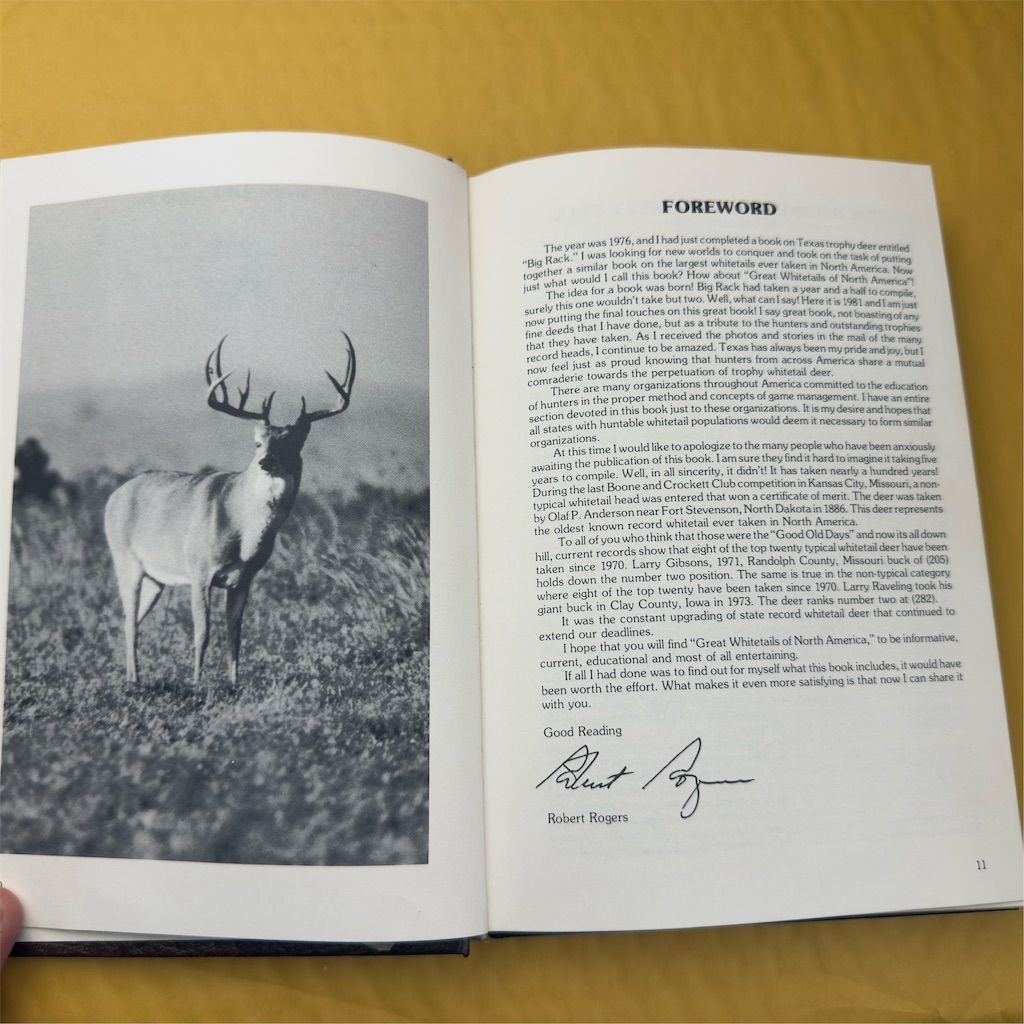 FOREWORD
The year was 1976, and I had just completed a book on Texas trophy deer entitled
"Big Rack." I was looking for new worlds to conquer and took on the task of putting
together a similar book on the largest whitetails ever taken in North America. Now
just what would I call this book? How about "Great Whitetails of North America"!
The idea for a book was born! Big Rack had taken a year and a half to compile,
surely this one wouldn't take but two. Well, what can I say! Here it is 1981 and I am just
now putting the final touches on this great book! I say great book, not boasting of any
fine deeds that I have done, but as a tribute to the hunters and outstanding trophies
that they have taken. As I received the photos and stories in the mail of the many
record heads, I continue to be amazed. Texas has always been my pride and joy, but I
now feel just as proud knowing that hunters from across America share a mutual
comraderie towards the perpetuation of trophy whitetail deer.
There are many organizations throughout America committed to the education
of hunters in the proper method and concepts of game management. I have an entire
section devoted in this book just to these organizations. It is my desire and hopes that
all states with huntable whitetail populations would deem it necessary to form similar
organizations.
At this time I would like to apologize to the many people who have been anxiously
awaiting the publication of this book. I am sure they find it hard to imagine it taking five
years to compile. Well, in all sincerity, it didn't! It has taken nearly a hundred years!
During the last Boone and Crockett Club competition in Kansas City, Missouri, a non-
typical whitetail head was entered that won a certificate of merit. The deer was taken
by Olaf P. Anderson near Fort Stevenson, North Dakota in 1886. This deer represents
the oldest known record whitetail ever taken in North America.
To all of you who think that those were the "Good Old Days" and now its all down
hill, current records show that eight of the top twenty typical whitetail deer have been
taken since 1970. Larry Gibsons, 1971, Randolph County, Missouri buck of (205)
holds down the number two position. The same is true in the non-typical category
where eight of the top twenty have been taken since 1970. Larry Raveling took his
giant buck in Clay County, Iowa in 1973. The deer ranks number two at (282).
It was the constant upgrading of state record whitetail deer that continued to
extend our deadlines.
I hope that you will find "Great Whitetails of North America," to be informative,
current, educational and most of all entertaining.
If all I had done was to find out for myself what this book includes, it would have
been worth the effort. What makes it even more satisfying is that now I can share it
with you.
Good Reading
Robert Rogers
Robert Rogers
11